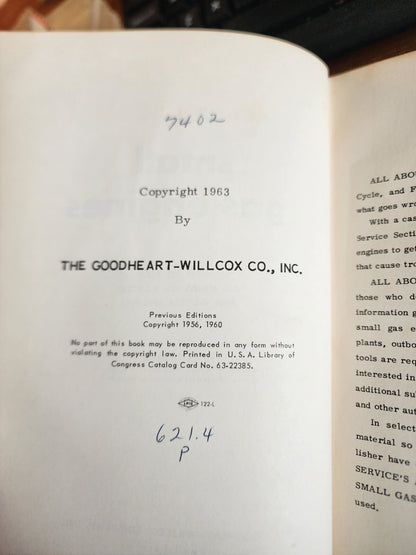 7402
Copyright 1963
By
THE GOODHEART-WILLCOX CO., INC.
Previous Editions
Copyright 1956, 1960
No part of this book may be reproduced in any form without
violating the copyright law. Printed in U.S.A. Library of
Congress Catalog Card No. 63-22385.
122-L
621.4
P
ALL ABOU
Cycle, and F
what goes wro
With a cas
Service Secti
engines to get
that cause tro
ALL ABO
those who d
information g
small gas e
plants, outbo
tools are req
interested in
additional su
and other aut
In select
material so
lisher have
SERVICE'S
SMALL GAS
used.